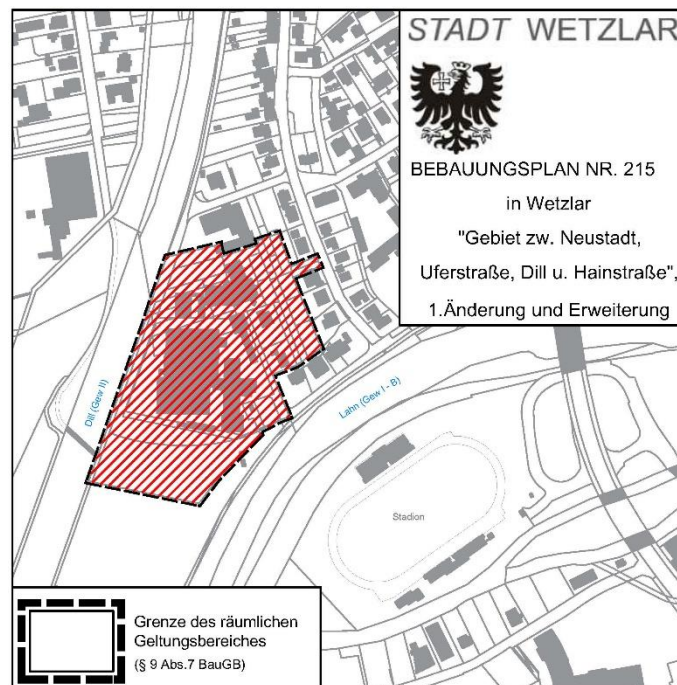 STADT WETZLAR
BEBAUUNGSPLAN NR. 215
in Wetzlar
"Gebiet zw. Neustadt,
Uferstraße, Dill u. Hainstraße",
1.Änderung und Erweiterung
Dill (Gew II)
Lahn (Gew I - B)
Stadion
Grenze des räumlichen
Geltungsbereiches
(§ 9 Abs.7 BauGB)